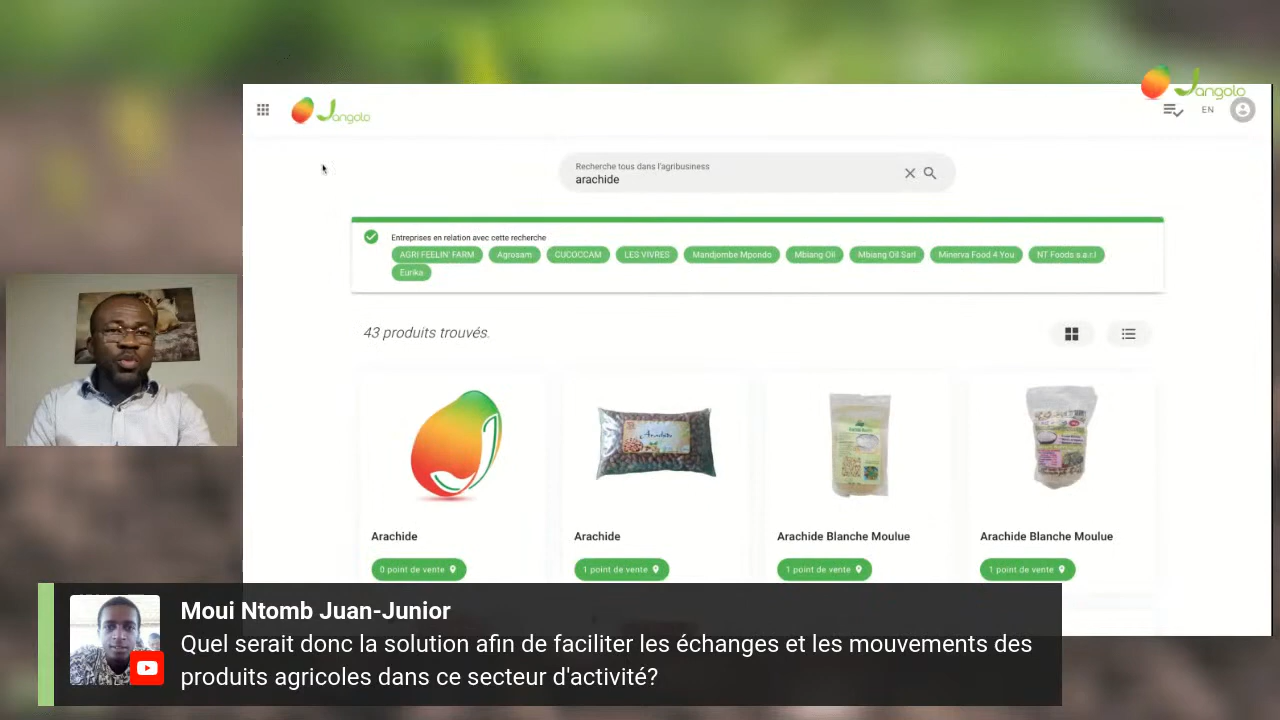 Jangolo
Jangolo
EN
Recherche tous dans l'agribusiness
arachide
Entreprises en relation avec cette recherche
AGRI FEELIN' FARM Agrosam CUCOCCAM LES VIVRES Mandjombe Mpondo Mbiang Oil Mbiang Oil Sarl Minerva Food 4 You NT Foods s.a.r.l
Eurika
43 produits trouvés.
Arachide
Arachide Arachide Arachide Blanche Moulue Arachide Blanche Moulue
0 point de vente 1 point de vente 1 point de vente 1 point de vente
Moui Ntomb Juan-Junior
Quel serait donc la solution afin de faciliter les échanges et les mouvements des
produits agricoles dans ce secteur d'activité?